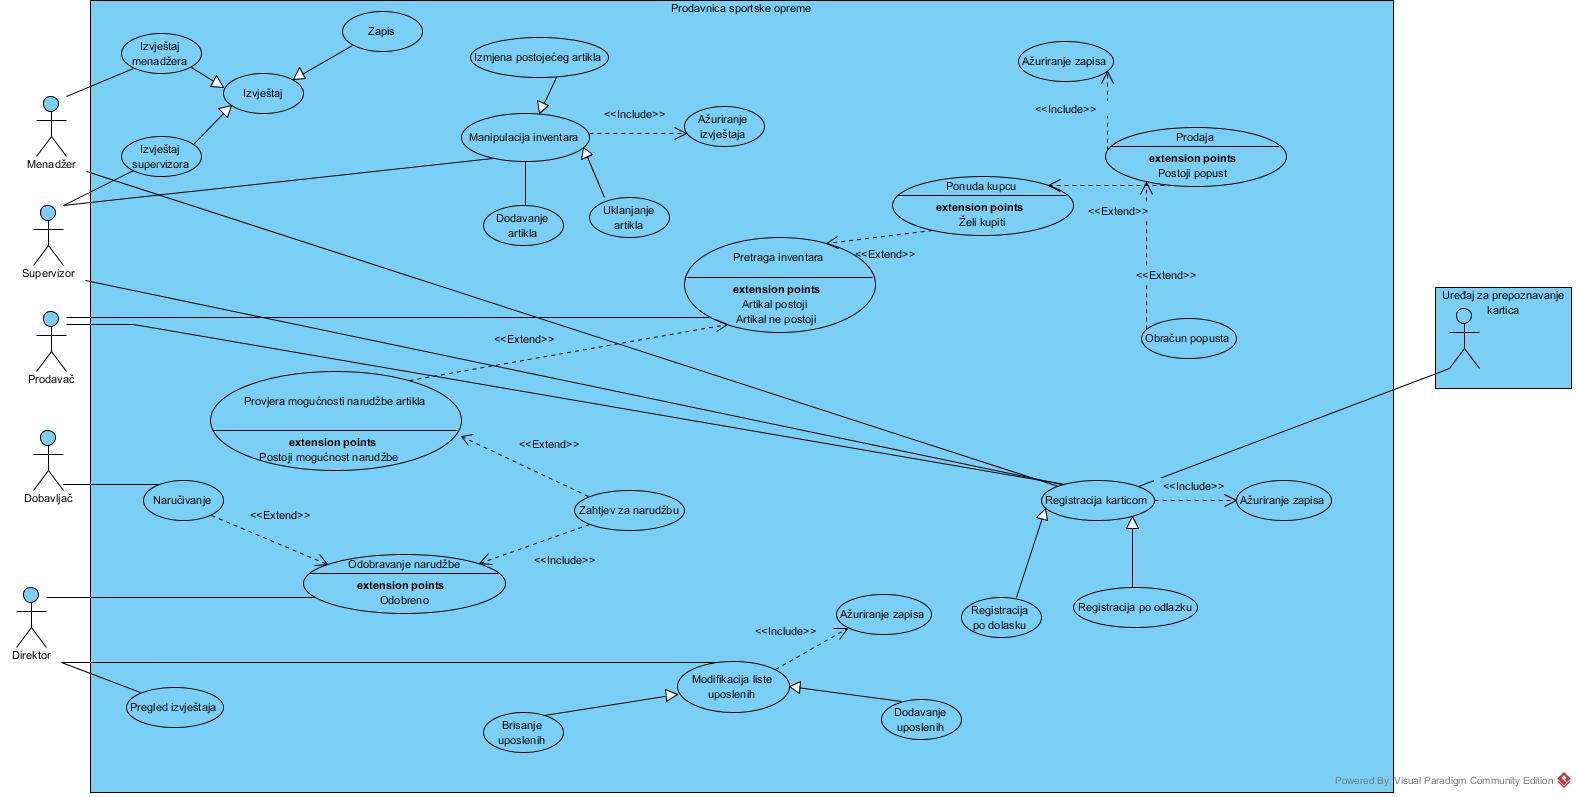 Prodavnica sportske opreme
Zapis
Izvještaj
menadžera
Izvještaj
Izmjena postojećeg artikla
Ažuriranje zapisa
<<Include>>
<<Include>>
Ažuriranje
izvještaja
Manipulacija inventara
Prodaja
extension points
Postoji popust
Menadžer
Izvještaj
supervizora
Ponuda kupcu
extension points
Želi kupiti
<<Extend>>
Dodavanje
artikla
Uklanjanje
artikla
Supervizor
<<Extend>>
Pretraga inventara
extension points
Artikal postoji
Artikal ne postoji
<<Extend>>
Uređaj za prepoznavanje
kartica
Obračun popusta
<<Extend>>
Prodavač
Provjera mogućnosti narudžbe artikla
extension points
Postoji mogućnost narudžbe
<<Extend>>
Dobavljač
Naručivanje
<<Extend>>
Zahtjev za narudžbu
Registracija karticom
<<Include>>
Ažuriranje zapisa
<<Include>>
Odobravanje narudžbe
extension points
Odobreno
Registracija
po dolasku
Registracija po odlazku
Ažuriranje zapisa
<<Include>>
Direktor
Modifikacija liste
uposlenih
Pregled izvještaja
Brisanje
uposlenih
Dodavanje
uposlenih
Powered By Visual Paradigm Community Edition